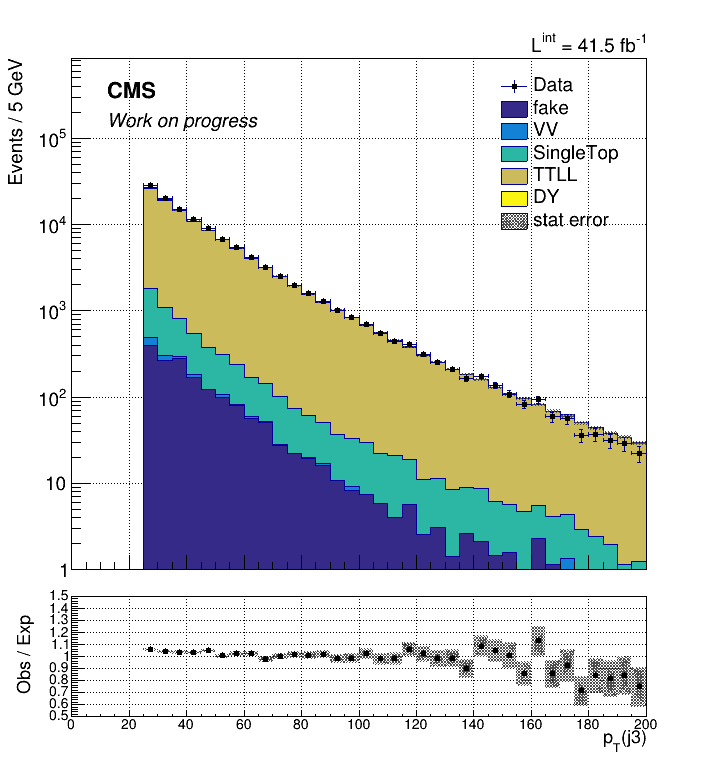 L^int = 41.5 fb^-1
Events / 5 GeV
CMS
Work on progress
Data
fake
VV
SingleTop
TTLL
DY
stat error
10^5
10^4
10^3
10^2
10
1
Obs / Exp
1.5
1.4
1.3
1.2
1.1
1
0.9
0.8
0.7
0.6
0.5
0 20 40 60 80 100 120 140 160 180 200
p_T(j3)